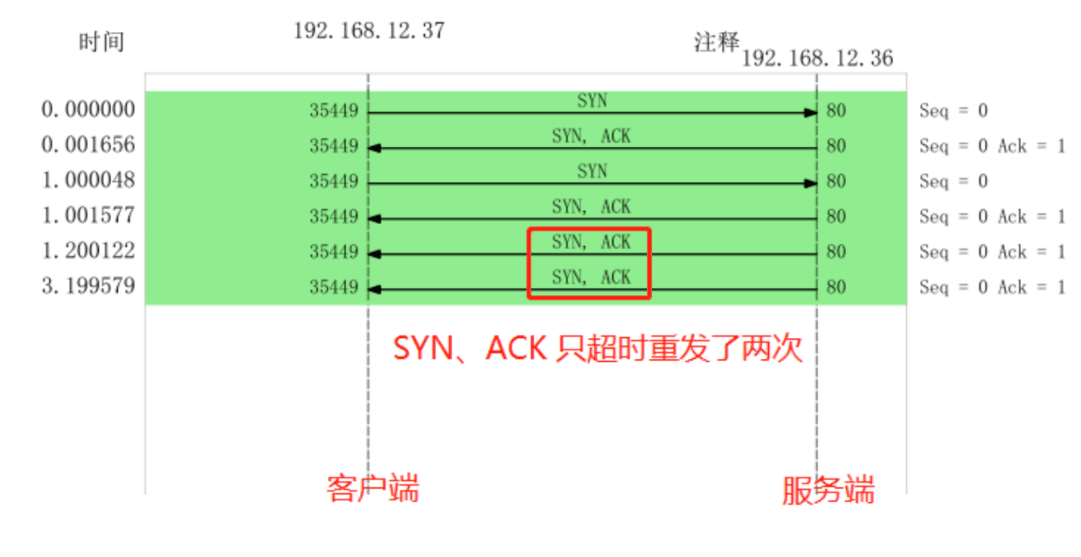 时间 192.168.12.37 注释 192.168.12.36
0.000000 35449 SYN 80 Seq = 0
0.001656 35449 SYN, ACK 80 Seq = 0 Ack = 1
1.000048 35449 SYN 80 Seq = 0
1.001577 35449 SYN, ACK 80 Seq = 0 Ack = 1
1.200122 35449 SYN, ACK 80 Seq = 0 Ack = 1
3.199579 35449 SYN, ACK 80 Seq = 0 Ack = 1
SYN、ACK 只超时重发了两次
客户端 服务端